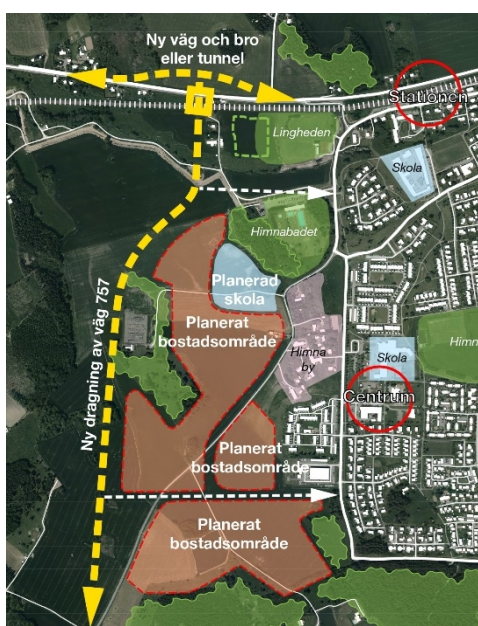 Ny väg och bro
eller tunnel
Stationen
Lingheden
Skola
Himnabadet
Planerad
skola
Planerat
bostadsområde
Ny dragning av väg 757
Himna
by
Skola
Himn
Centrum
Planerat
bostadsområde
Planerat
bostadsområde